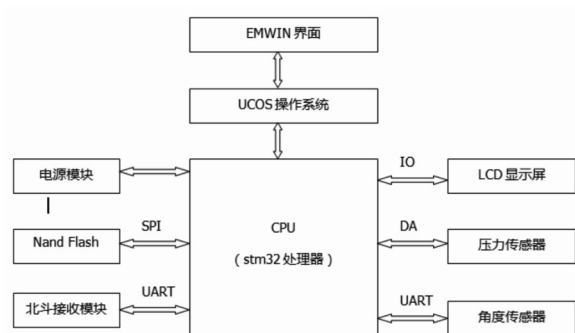 EMWIN 界面
UCOS 操作系统
电源模块
IO
LCD 显示屏
Nand Flash
SPI
CPU
（stm32 处理器）
DA
压力传感器
北斗接收模块
UART
UART
角度传感器